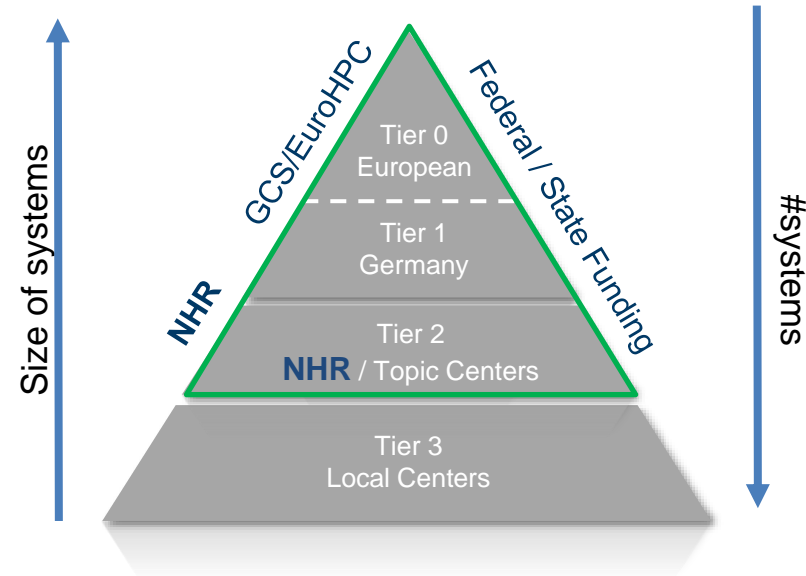 Size of systems
GCS/EuroHPC
NHR
Federal / State Funding
#systems
Tier 0
European
Tier 1
Germany
Tier 2
NHR / Topic Centers
Tier 3
Local Centers